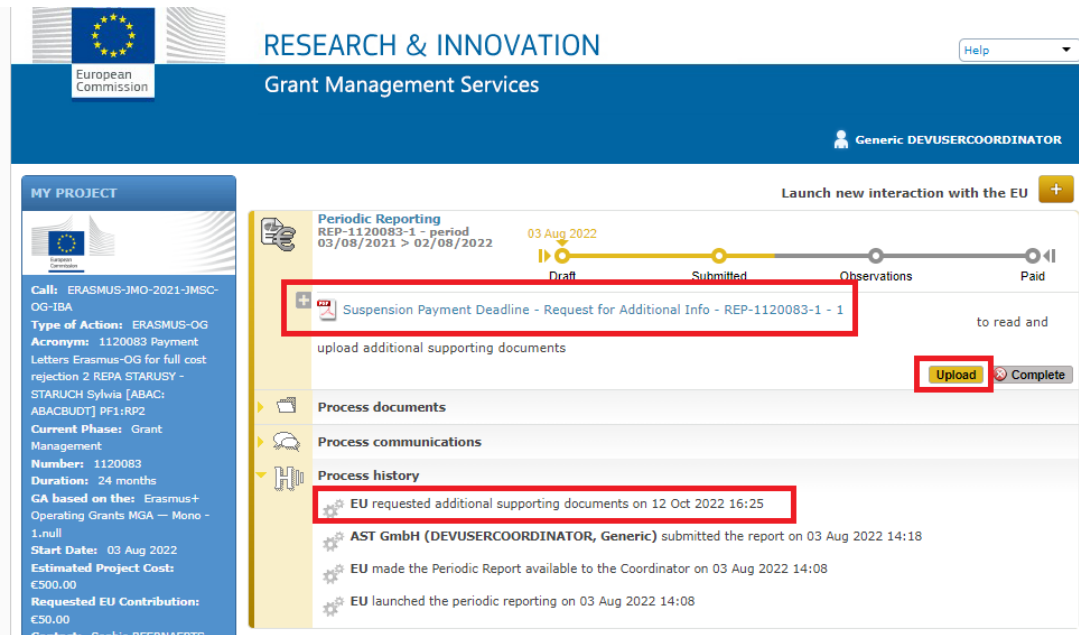 European
Commission
RESEARCH & INNOVATION
Help
Grant Management Services
Generic DEVUSERCOORDINATOR
MY PROJECT
European
Commission
Call: ERASMUS-JMO-2021-JMSC-
OG-IBA
Type of Action: ERASMUS-OG
Acronym: 1120083 Payment
Letters Erasmus-OG for full cost
rejection 2 REPA STARUSY -
STARUCH Sylwia [ABAC:
ABACBUDT] PF1:RP2
Current Phase: Grant
Management
Number: 1120083
Duration: 24 months
GA based on the: Erasmus+
Operating Grants MGA — Mono -
1.null
Start Date: 03 Aug 2022
Estimated Project Cost:
€500.00
Requested EU Contribution:
€50.00
Launch new interaction with the EU +
Periodic Reporting
REP-1120083-1 - period
03/08/2021 > 02/08/2022
03 Aug 2022
Draft Submitted Observations Paid
PDF Suspension Payment Deadline - Request for Additional Info - REP-1120083-1 - 1
to read and
upload additional supporting documents
Upload Complete
Process documents
Process communications
Process history
EU requested additional supporting documents on 12 Oct 2022 16:25
AST GmbH (DEVUSERCOORDINATOR, Generic) submitted the report on 03 Aug 2022 14:18
EU made the Periodic Report available to the Coordinator on 03 Aug 2022 14:08
EU launched the periodic reporting on 03 Aug 2022 14:08